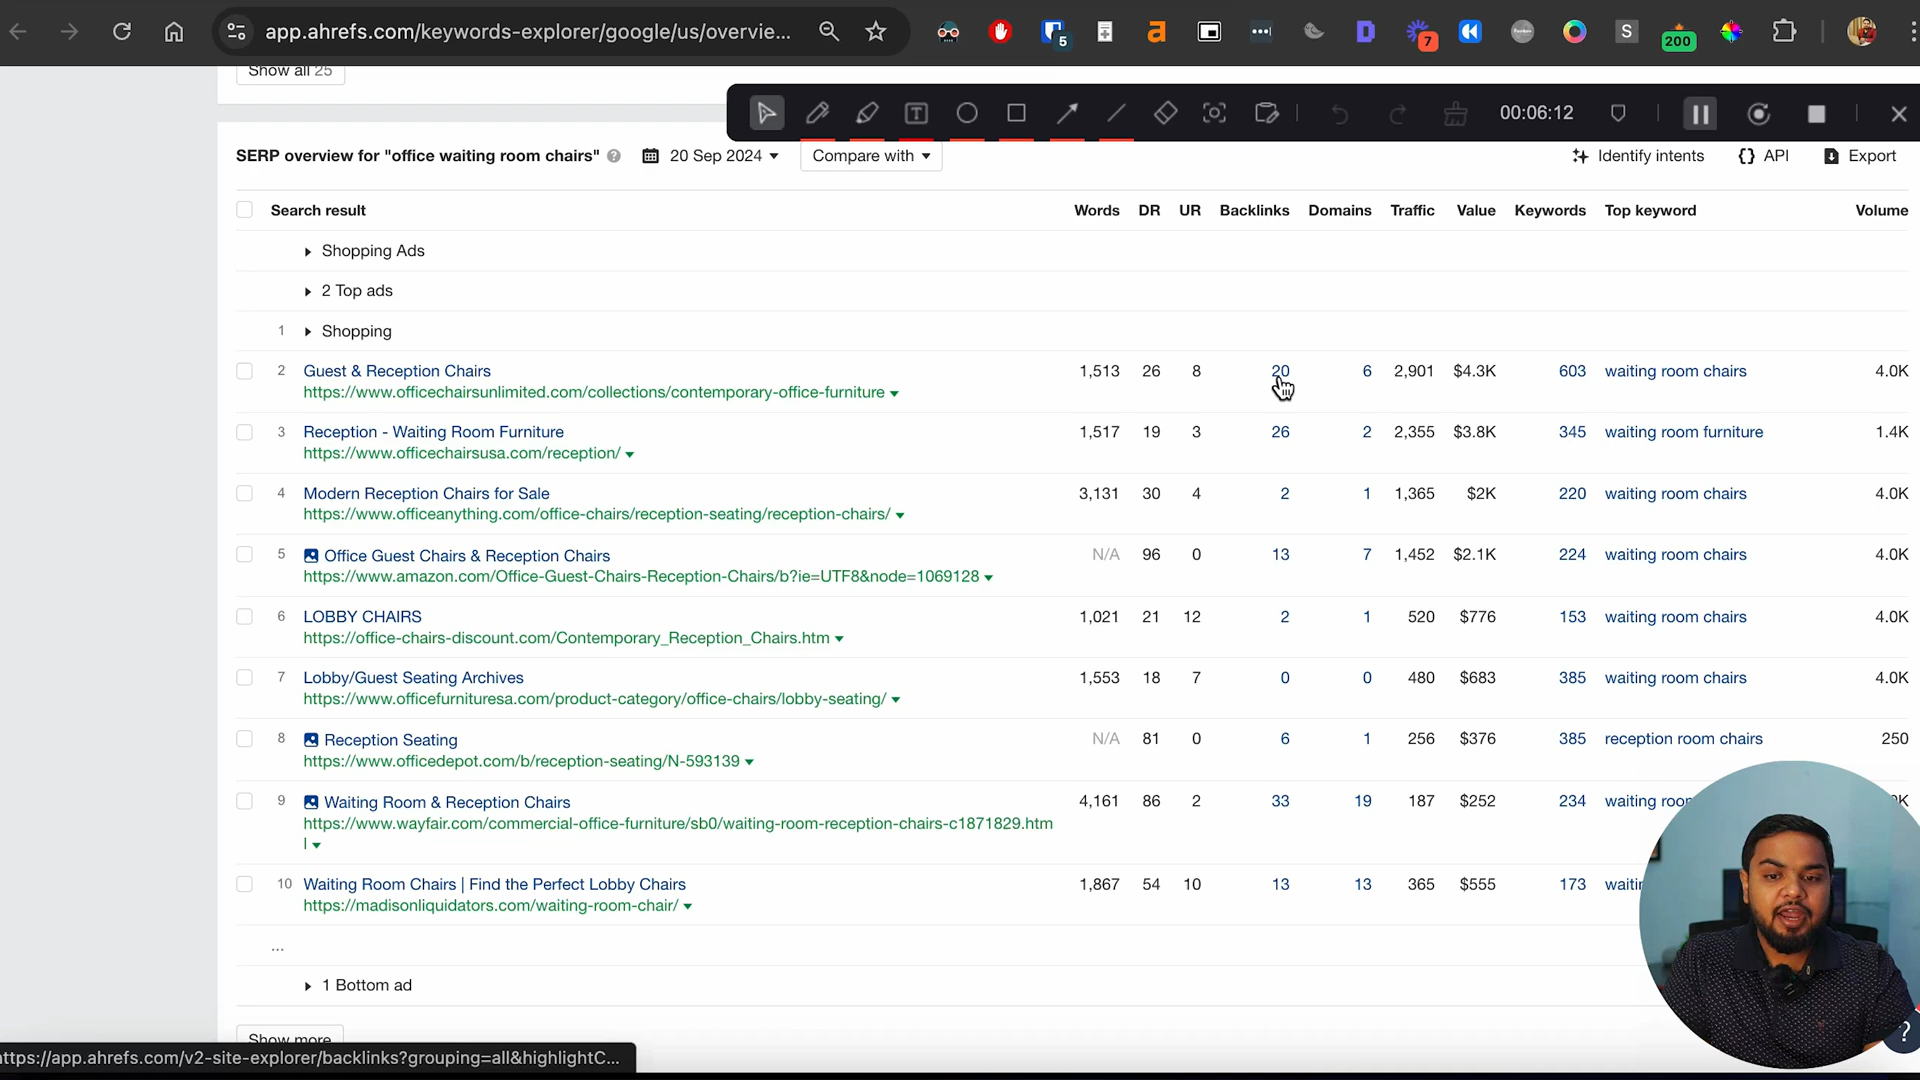 app.ahrefs.com/keywords-explorer/google/us/overvie...
5
7
200
Show all 25
00:06:12
SERP overview for "office waiting room chairs"
20 Sep 2024
Compare with
Identify intents
API
Export
Search result Words DR UR Backlinks Domains Traffic Value Keywords Top keyword Volume
Shopping Ads
2 Top ads
1 Shopping
2 Guest & Reception Chairs 1,513 26 8 20 6 2,901 $4.3K 603 waiting room chairs 4.0K
https://www.officechairsunlimited.com/collections/contemporary-office-furniture
3 Reception - Waiting Room Furniture 1,517 19 3 26 2 2,355 $3.8K 345 waiting room furniture 1.4K
https://www.officechairsusa.com/reception/
4 Modern Reception Chairs for Sale 3,131 30 4 2 1 1,365 $2K 220 waiting room chairs 4.0K
https://www.officeanything.com/office-chairs/reception-seating/reception-chairs/
5 Office Guest Chairs & Reception Chairs N/A 96 0 13 7 1,452 $2.1K 224 waiting room chairs 4.0K
https://www.amazon.com/Office-Guest-Chairs-Reception-Chairs/b?ie=UTF8&node=1069128
6 LOBBY CHAIRS 1,021 21 12 2 1 520 $776 153 waiting room chairs 4.0K
https://office-chairs-discount.com/Contemporary_Reception_Chairs.htm
7 Lobby/Guest Seating Archives 1,553 18 7 0 0 480 $683 385 waiting room chairs 4.0K
https://www.officefurnituresa.com/product-category/office-chairs/lobby-seating/
8 Reception Seating N/A 81 0 6 1 256 $376 385 reception room chairs 250
https://www.officedepot.com/b/reception-seating/N-593139
9 Waiting Room & Reception Chairs 4,161 86 2 33 19 187 $252 234 waiting
https://www.wayfair.com/commercial-office-furniture/sb0/waiting-room-reception-chairs-c1871829.htm
l
10 Waiting Room Chairs | Find the Perfect Lobby Chairs 1,867 54 10 13 13 365 $555 173
https://madisonliquidators.com/waiting-room-chair/
...
1 Bottom ad
Show more
https://app.ahrefs.com/v2-site-explorer/backlinks?grouping=all&highlightC...
?